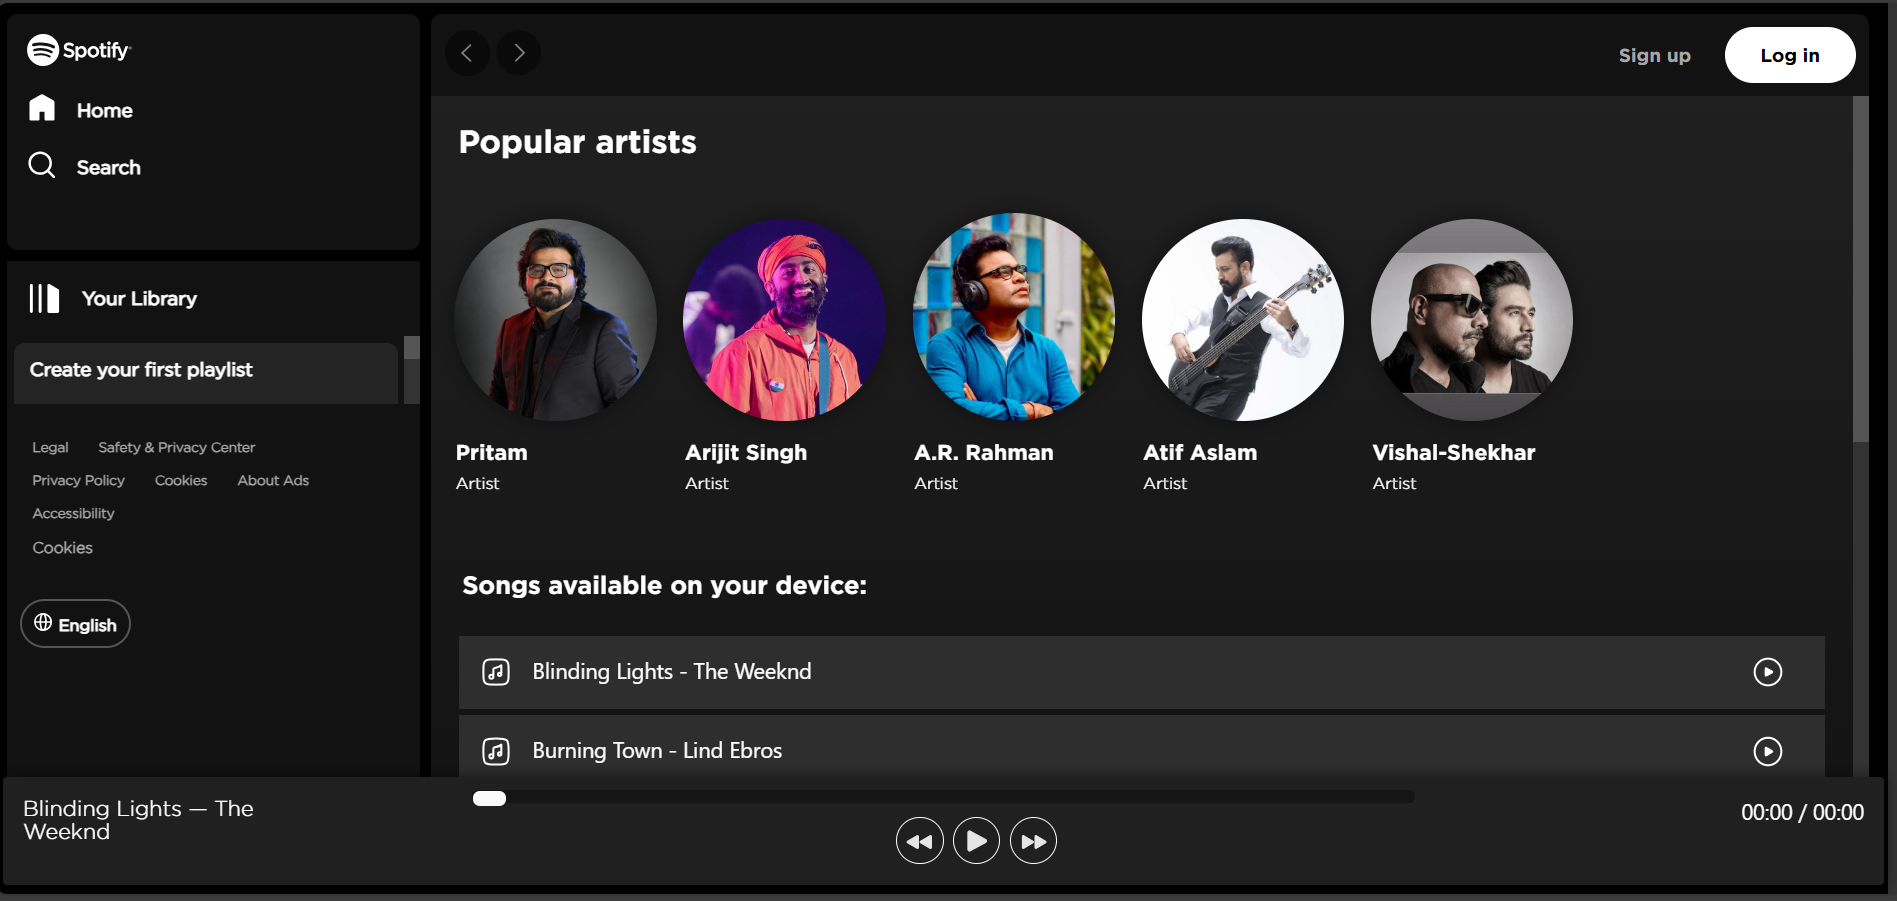 Spotify
Home
Search
Your Library
Create your first playlist
Legal Safety & Privacy Center
Privacy Policy Cookies About Ads
Accessibility
Cookies
English
Sign up Log in
Popular artists
Pritam
Artist
Arijit Singh
Artist
A.R. Rahman
Artist
Atif Aslam
Artist
Vishal-Shekhar
Artist
Songs available on your device:
Blinding Lights - The Weeknd
Burning Town - Lind Ebros
Blinding Lights — The
Weeknd
00:00 / 00:00